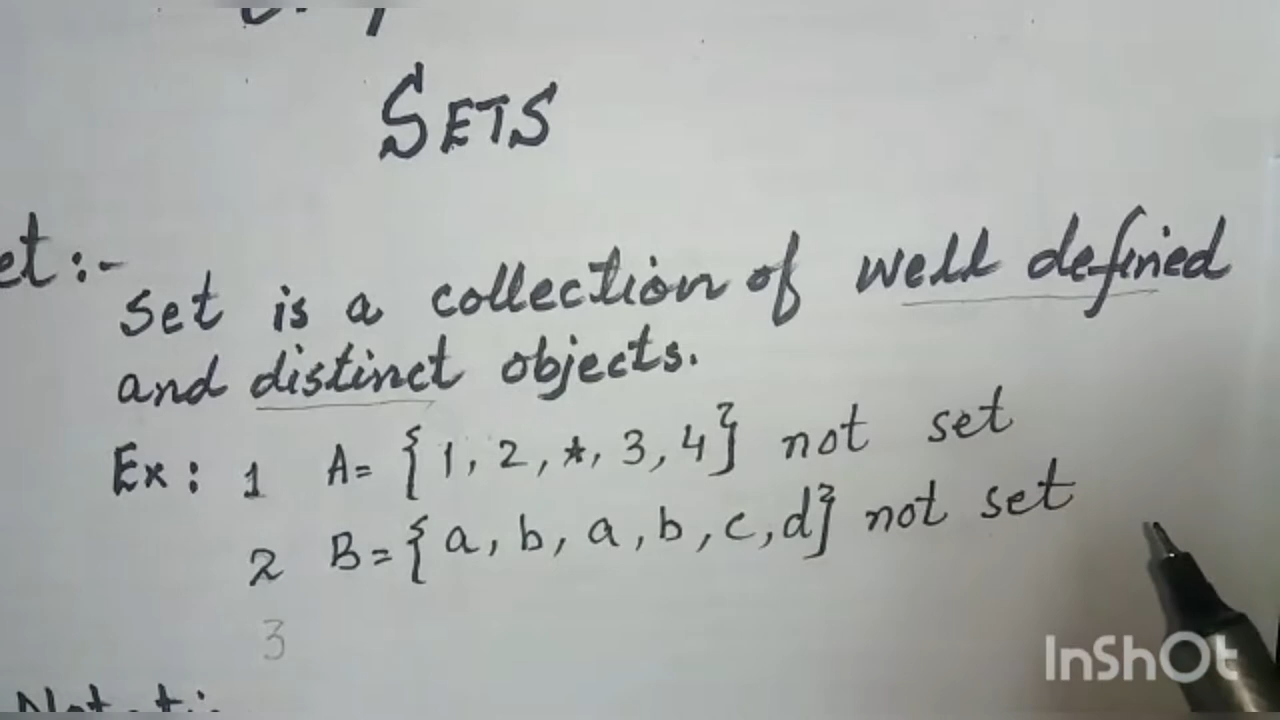 SETS
et :-
Set is a collection of well defined
and distinct objects.
Ex : 1 A= {1, 2, *, 3, 4} not set
2 B={a, b, a, b, c, d} not set
3
InShOt